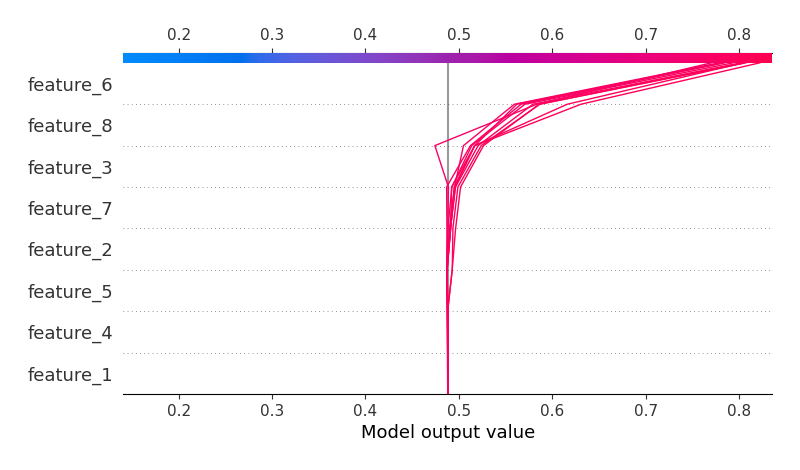 0.2 0.3 0.4 0.5 0.6 0.7 0.8
feature_6
feature_8
feature_3
feature_7
feature_2
feature_5
feature_4
feature_1
0.2 0.3 0.4 0.5 0.6 0.7 0.8
Model output value